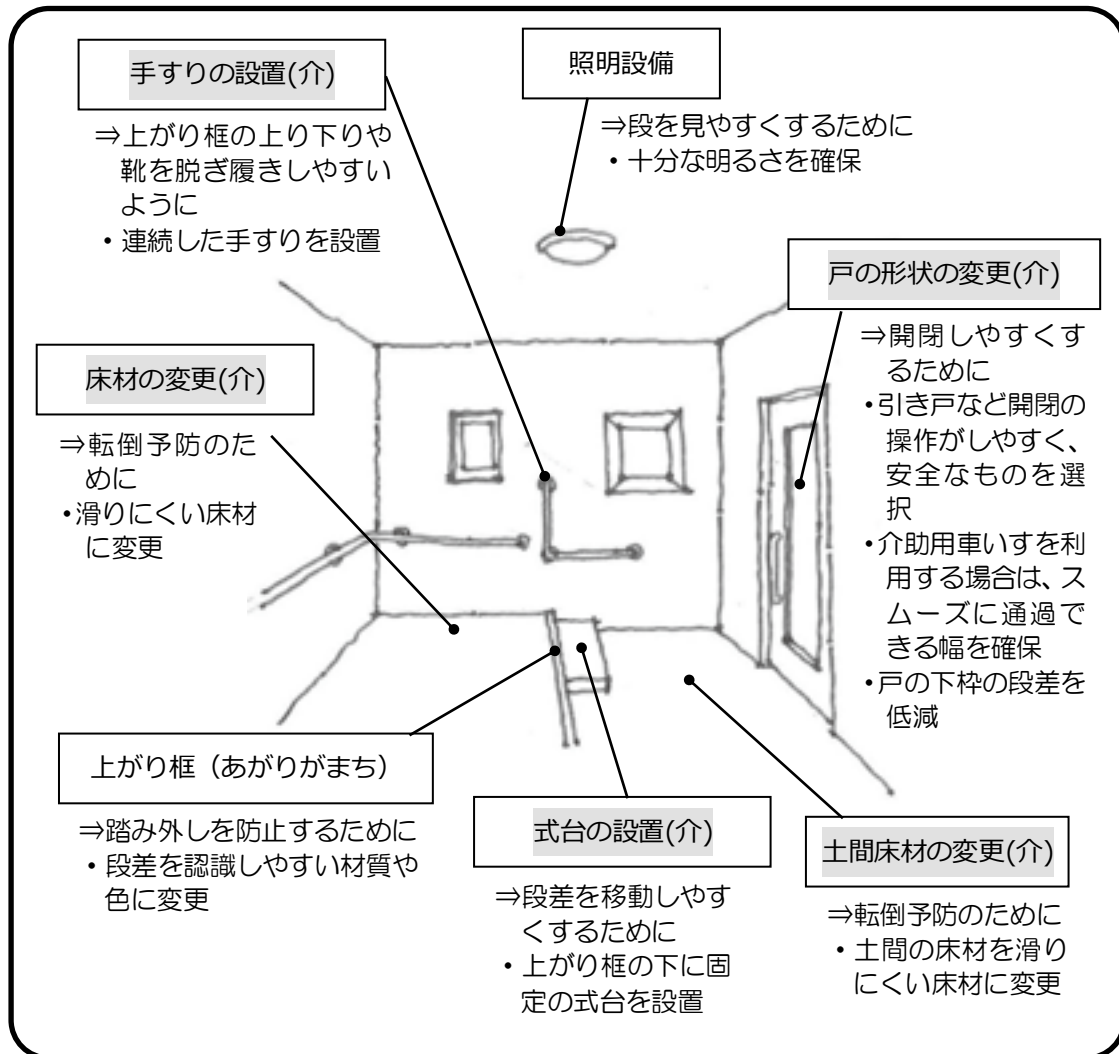 手すりの設置(介)
⇒上がり框の上り下りや
靴を脱ぎ履きしやすい
ように
・連続した手すりを設置
照明設備
⇒段を見やすくするために
・十分な明るさを確保
戸の形状の変更(介)
⇒開閉しやすくす
るために
・引き戸など開閉の
操作がしやすく、
安全なものを選
択
・介助用車いすを利
用する場合は、ス
ムーズに通過で
きる幅を確保
・戸の下枠の段差を
低減
床材の変更(介)
⇒転倒予防のた
めに
・滑りにくい床材
に変更
上がり框（あがりがまち）
⇒踏み外しを防止するために
・段差を認識しやすい材質や
色に変更
式台の設置(介)
⇒段差を移動しやす
くするために
・上がり框の下に固
定の式台を設置
土間床材の変更(介)
⇒転倒予防のために
・土間の床材を滑り
にくい床材に変更